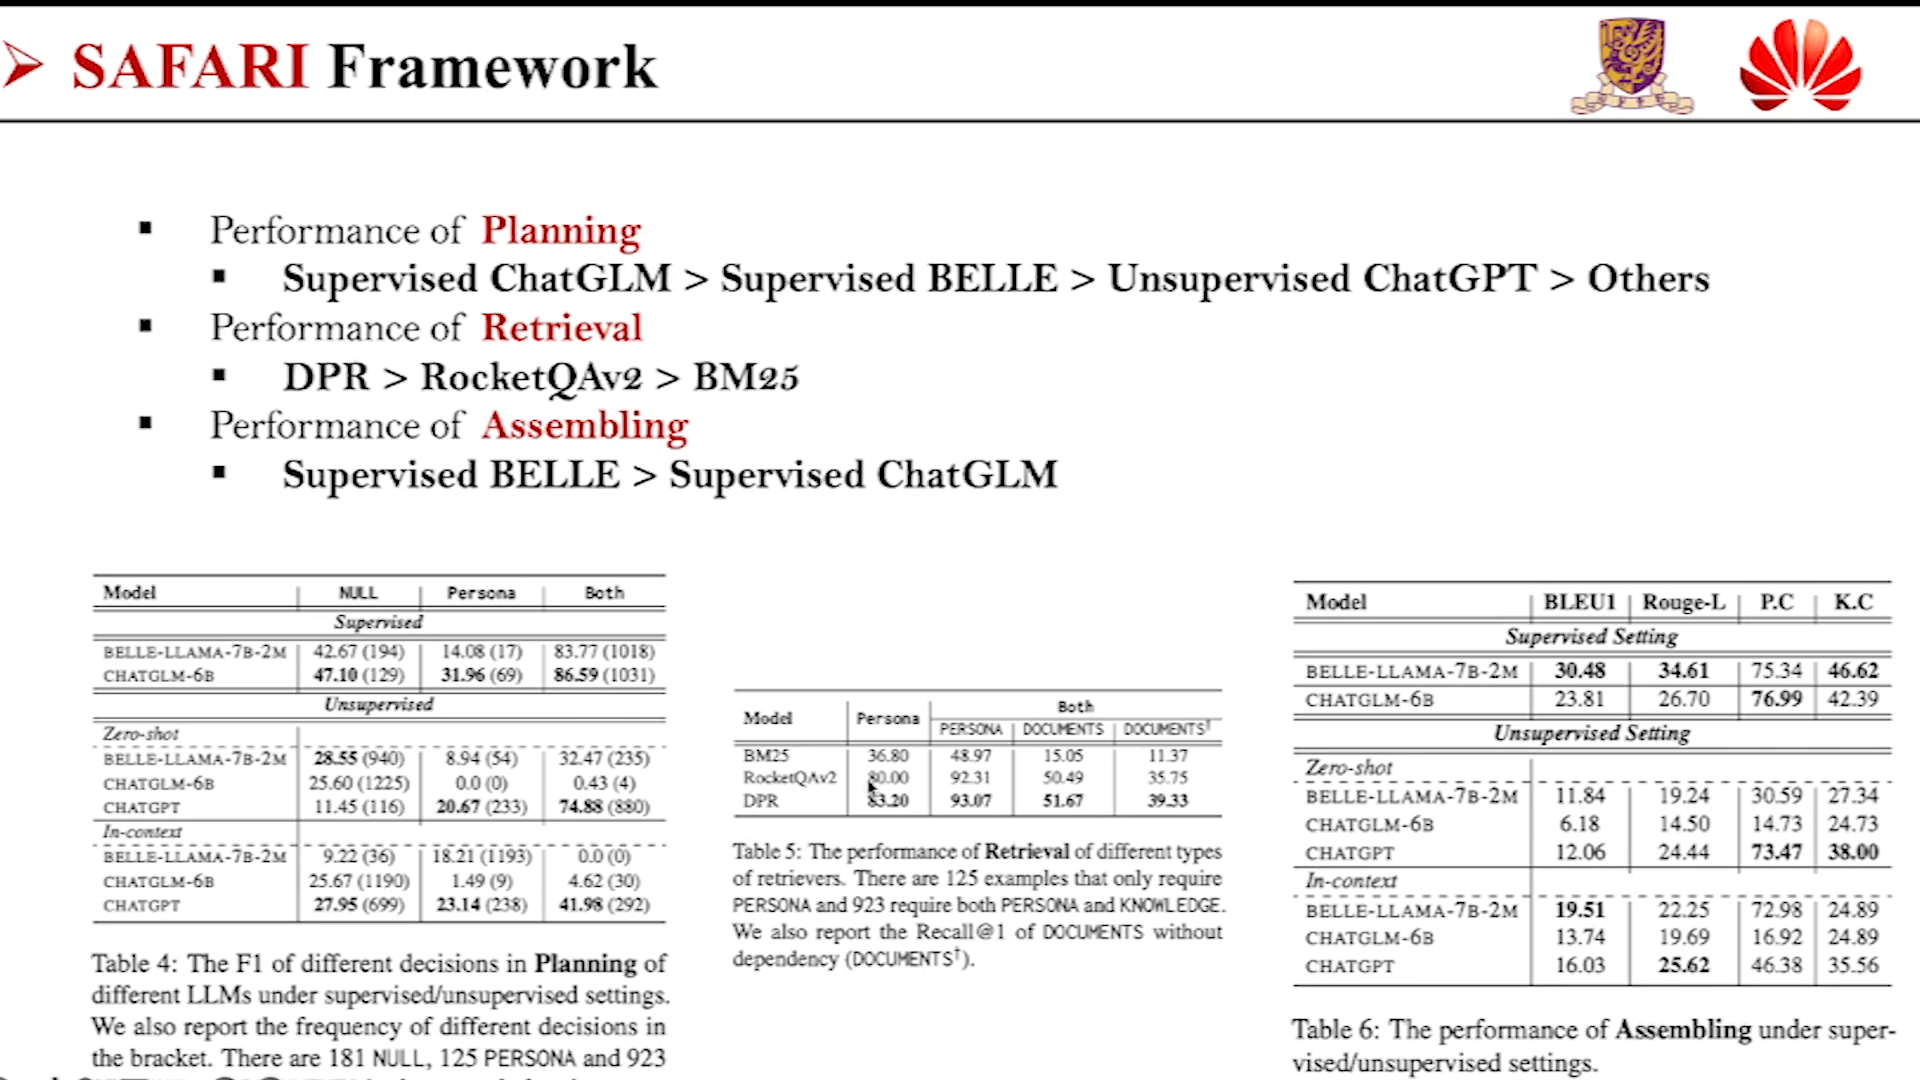 SAFARI Framework
▪ Performance of Planning
▪ Supervised ChatGLM > Supervised BELLE > Unsupervised ChatGPT > Others
▪ Performance of Retrieval
▪ DPR > RocketQAv2 > BM25
▪ Performance of Assembling
▪ Supervised BELLE > Supervised ChatGLM
Model NULL Persona Both
Supervised
BELLE-LLAMA-7B-2M 42.67 (194) 14.08 (17) 83.77 (1018)
CHATGLM-6B 47.10 (129) 31.96 (69) 86.59 (1031)
Unsupervised
Zero-shot
BELLE-LLAMA-7B-2M 28.55 (940) 8.94 (54) 32.47 (235)
CHATGLM-6B 25.60 (1225) 0.0 (0) 0.43 (4)
CHATGPT 11.45 (116) 20.67 (233) 74.88 (880)
In-context
BELLE-LLAMA-7B-2M 9.22 (36) 18.21 (1193) 0.0 (0)
CHATGLM-6B 25.67 (1190) 1.49 (9) 4.62 (30)
CHATGPT 27.95 (699) 23.14 (238) 41.98 (292)
Table 4: The F1 of different decisions in Planning of
different LLMs under supervised/unsupervised settings.
We also report the frequency of different decisions in
the bracket. There are 181 NULL, 125 PERSONA and 923
Both
Model Persona
PERSONA DOCUMENTS DOCUMENTS†
BM25 36.80 48.97 15.05 11.37
RocketQAv2 80.00 92.31 50.49 35.75
DPR 83.20 93.07 51.67 39.33
Table 5: The performance of Retrieval of different types
of retrievers. There are 125 examples that only require
PERSONA and 923 require both PERSONA and KNOWLEDGE.
We also report the Recall@1 of DOCUMENTS without
dependency (DOCUMENTS†).
Model BLEU1 Rouge-L P.C K.C
Supervised Setting
BELLE-LLAMA-7B-2M 30.48 34.61 75.34 46.62
CHATGLM-6B 23.81 26.70 76.99 42.39
Unsupervised Setting
Zero-shot
BELLE-LLAMA-7B-2M 11.84 19.24 30.59 27.34
CHATGLM-6B 6.18 14.50 14.73 24.73
CHATGPT 12.06 24.44 73.47 38.00
In-context
BELLE-LLAMA-7B-2M 19.51 22.25 72.98 24.89
CHATGLM-6B 13.74 19.69 16.92 24.89
CHATGPT 16.03 25.62 46.38 35.56
Table 6: The performance of Assembling under super-
vised/unsupervised settings.